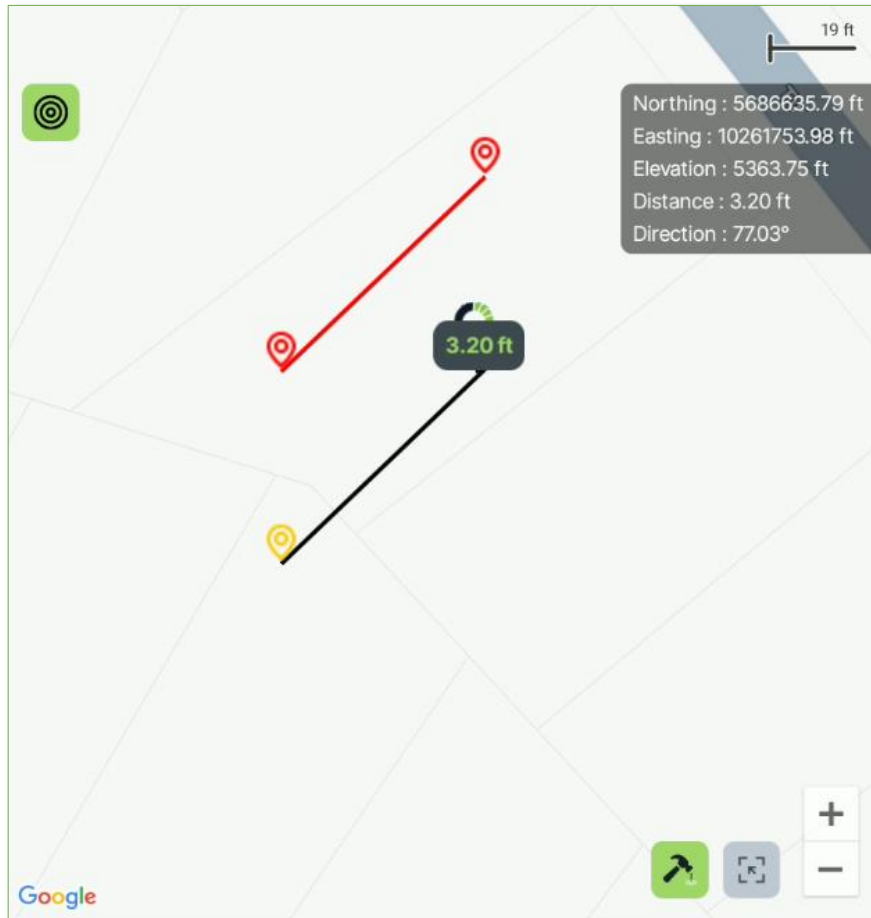 19 ft
Northing : 5686635.79 ft
Easting : 10261753.98 ft
Elevation : 5363.75 ft
Distance : 3.20 ft
Direction : 77.03°
3.20 ft
Google